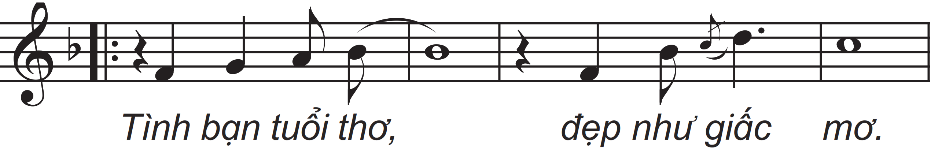 Tình bạn tuổi thơ, đẹp như giấc mơ.